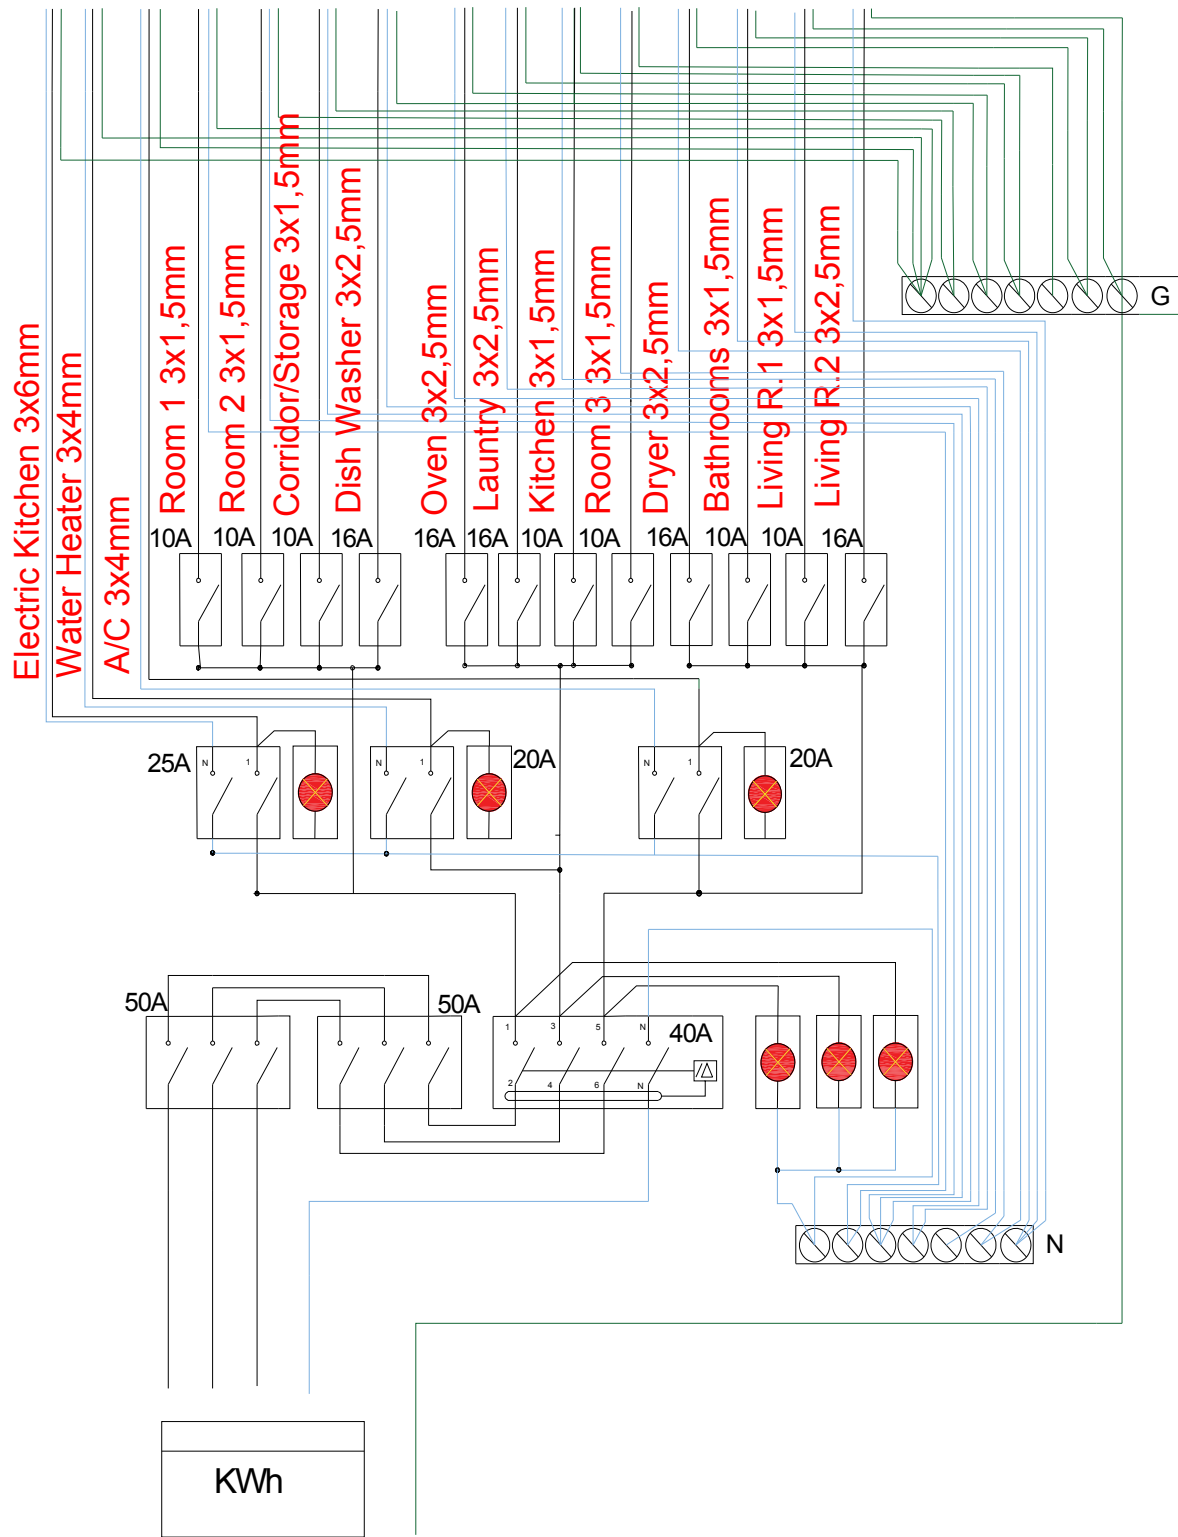 Electric Kitchen 3x6mm
Water Heater 3x4mm
A/C 3x4mm
Room 1 3x1,5mm
Room 2 3x1,5mm
Corridor/Storage 3x1,5mm
Dish Washer 3x2,5mm
Oven 3x2,5mm
Launtry 3x2,5mm
Kitchen 3x1,5mm
Room 3 3x1,5mm
Dryer 3x2,5mm
Bathrooms 3x1,5mm
Living R.1 3x1,5mm
Living R.2 3x2,5mm
G
10A 10A 10A 16A 16A 16A 10A 10A 16A 10A 10A 16A
25A N 1 N 1 20A N 1 20A
50A 50A 1 3 5 N 40A
2 4 6 N
N
KWh